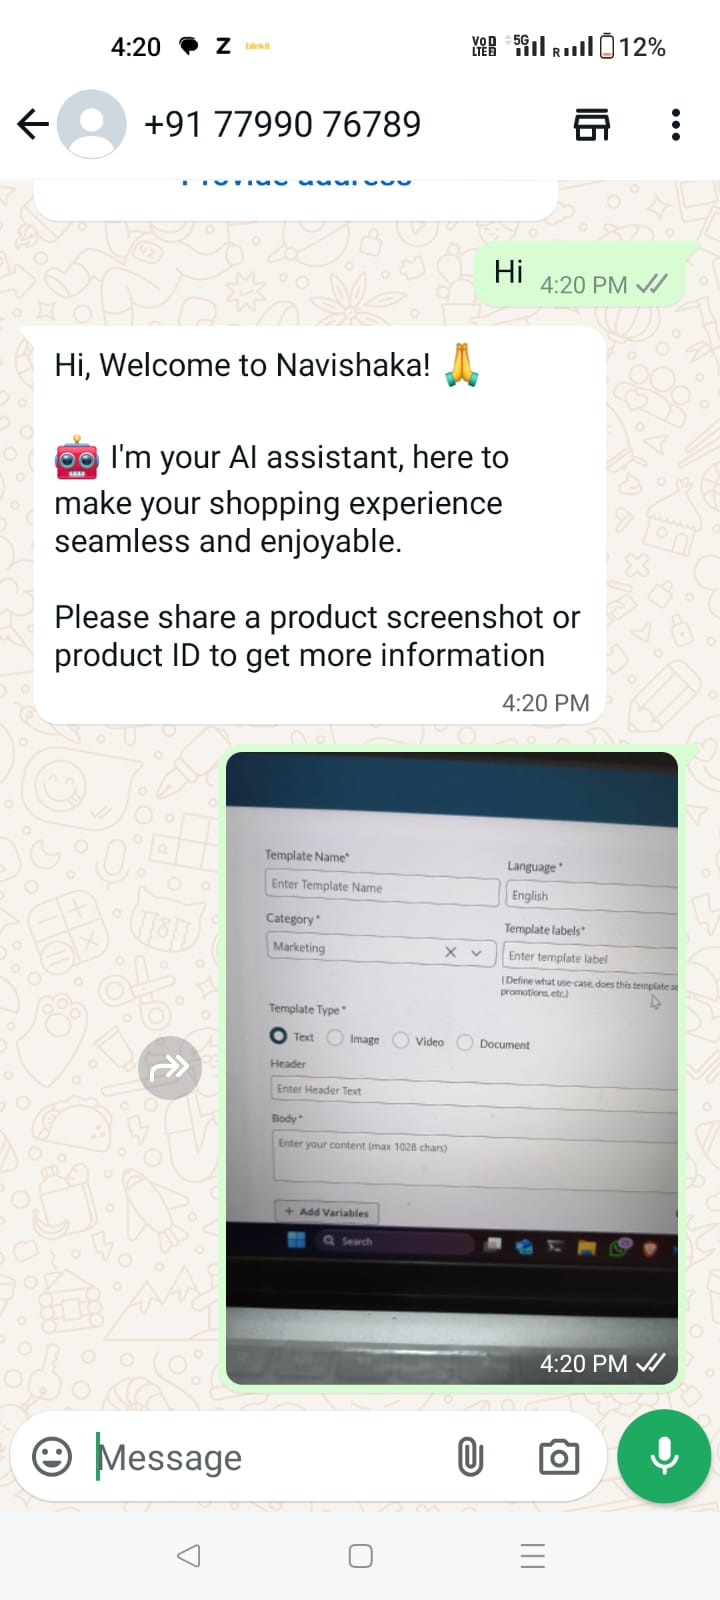 4:20 Z blinkit VoD LTE2 5G R 12%
+91 77990 76789
Provide address
Hi 4:20 PM
Hi, Welcome to Navishaka! 🙏
🤖 I'm your AI assistant, here to
make your shopping experience
seamless and enjoyable.
Please share a product screenshot or
product ID to get more information
4:20 PM
Template Name*
Language *
Enter Template Name
English
Category *
Template labels*
Marketing
Enter template label
(Define what use-case, does this template
promotions, etc.)
Template Type *
Text Image Video Document
Header
Enter Header Text
Body *
Enter your content (max 1028 chars)
+ Add Variables
Search
4:20 PM
Message